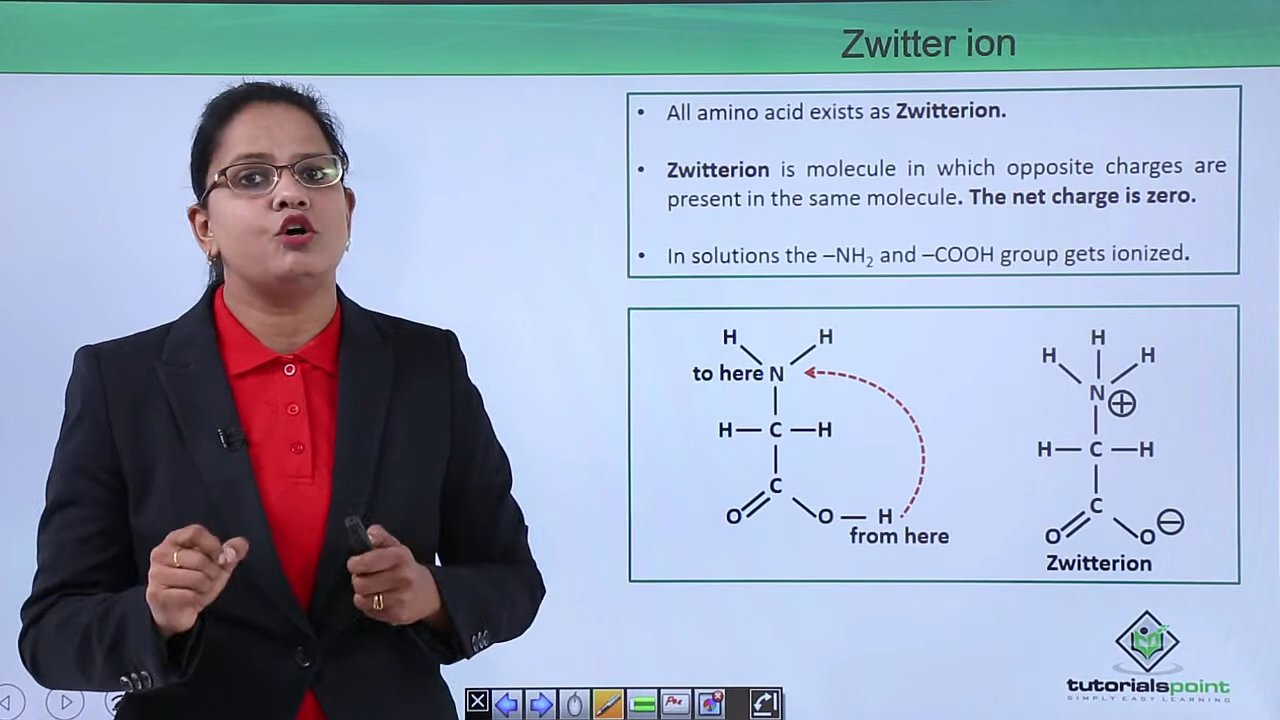 Zwitter ion
• All amino acid exists as Zwitterion.
• Zwitterion is molecule in which opposite charges are
present in the same molecule. The net charge is zero.
• In solutions the –NH₂ and –COOH group gets ionized.
H H
to here N
H C H
C
O O H
from here
H
H H
N +
H C H
C
O O −
Zwitterion
tutorialspoint
SIMPLY EASY LEARNING